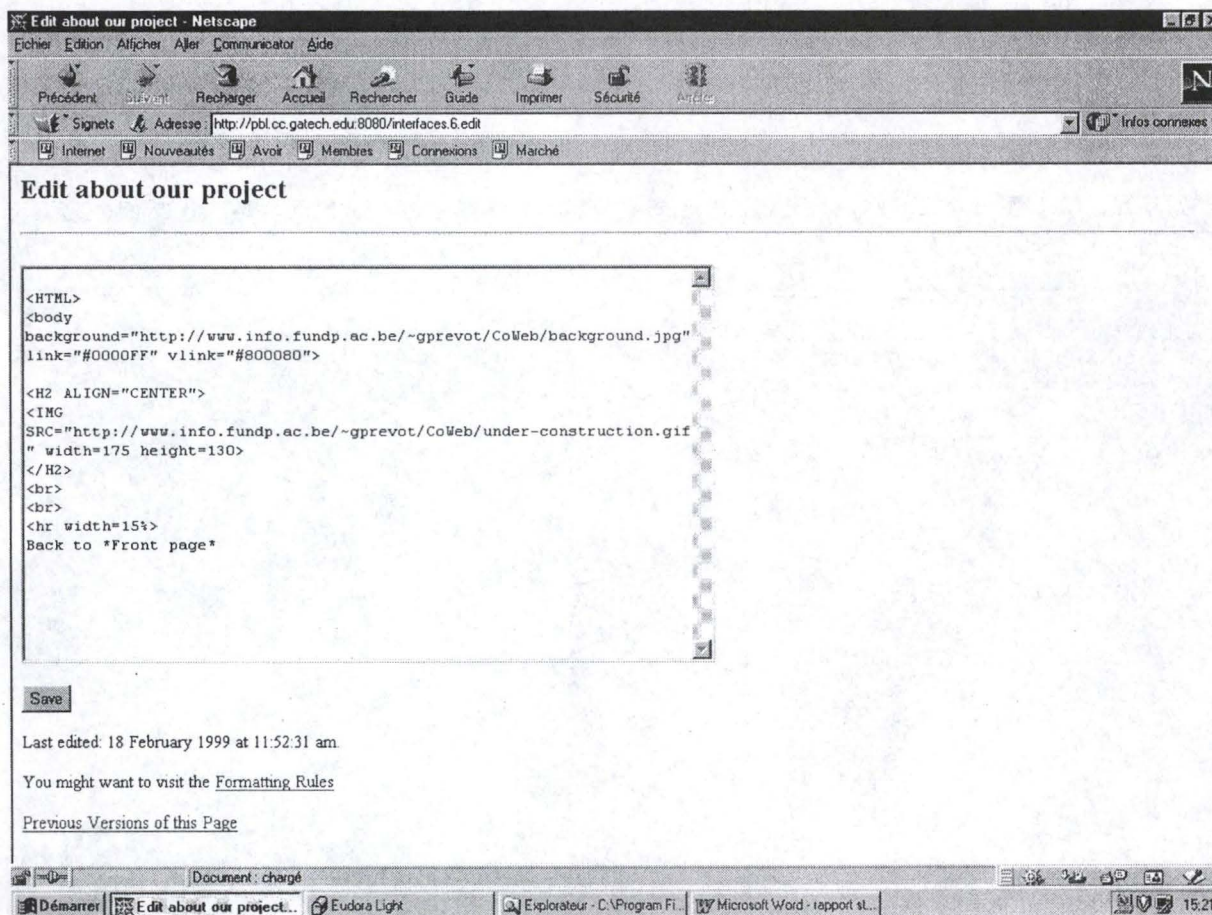 Edit about our project - Netscape
Fichier Edition Afficher Aller Communicator Aide
Précédent Suivant Recharger Accueil Rechercher Guide Imprimer Sécurité Arrêter
Signets Adresse : http://pbl.cc.gatech.edu:8080/interfaces.6.edit Infos connexes
Internet Nouveautés Avoir Membres Connexions Marché
Edit about our project
<HTML>
<body
background="http://www.info.fundp.ac.be/~gprevot/CoWeb/background.jpg"
link="#0000FF" vlink="#800080">
<H2 ALIGN="CENTER">
<IMG
SRC="http://www.info.fundp.ac.be/~gprevot/CoWeb/under-construction.gif
" width=175 height=130>
</H2>
<br>
<br>
<hr width=15%>
Back to *Front page*
Save
Last edited: 18 February 1999 at 11:52:31 am.
You might want to visit the Formatting Rules
Previous Versions of this Page
Document : chargé
Démarrer Edit about our project... Eudora Light Explorateur - C:\Program Fi... Microsoft Word - rapport st... 15:21